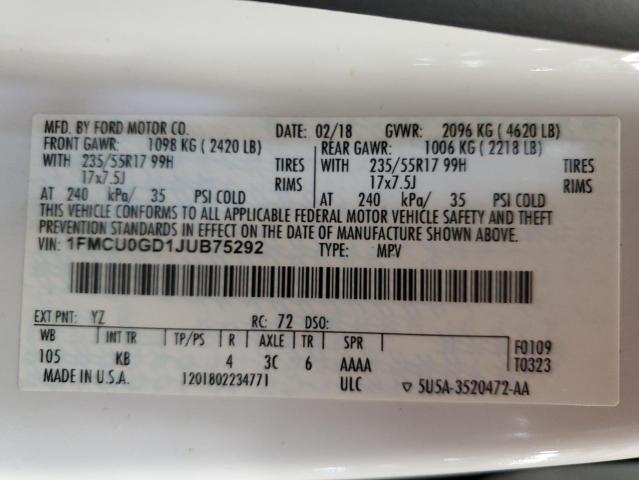 MFD. BY FORD MOTOR CO. DATE: 02/18 GVWR: 2096 KG ( 4620 LB)
FRONT GAWR: 1098 KG ( 2420 LB) REAR GAWR: 1006 KG ( 2218 LB)
WITH 235/55R17 99H TIRES WITH 235/55R17 99H TIRES
17x7.5J RIMS 17x7.5J RIMS
AT 240 kPa/ 35 PSI COLD AT 240 kPa/ 35 PSI COLD
THIS VEHICLE CONFORMS TO ALL APPLICABLE FEDERAL MOTOR VEHICLE SAFETY AND THEFT
PREVENTION STANDARDS IN EFFECT ON THE DATE OF MANUFACTURE SHOWN ABOVE.
VIN: 1FMCU0GD1JUB75292 TYPE: MPV
EXT PNT: YZ RC: 72 DSO:
WB INT TR TP/PS R AXLE TR SPR F0109
105 KB 4 3C 6 AAAA T0323
MADE IN U.S.A. 1201802234771 ULC ▽ 5U5A-3520472-AA